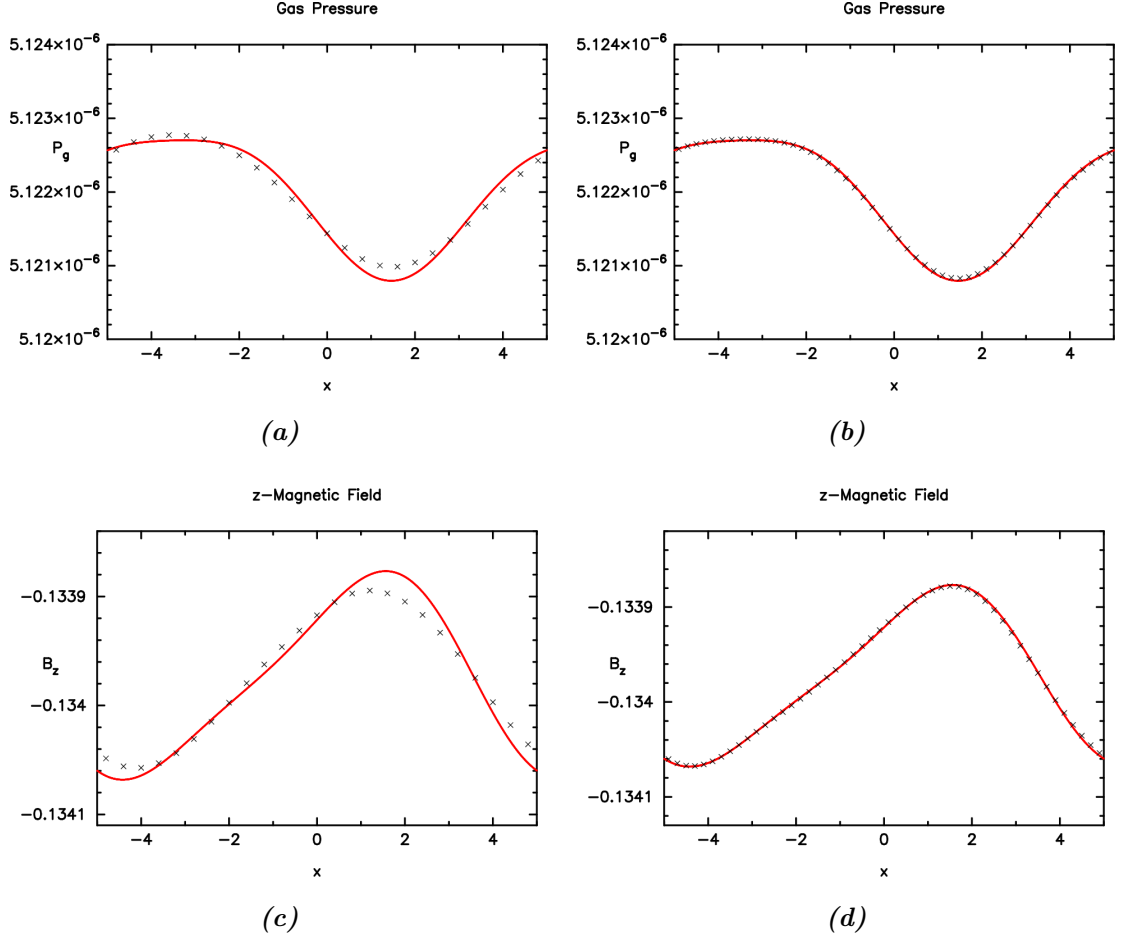 Gas Pressure
5.124×10⁻⁶
5.123×10⁻⁶
P_g
5.122×10⁻⁶
5.121×10⁻⁶
5.12×10⁻⁶
−4 −2 0 2 4
x
(a)
Gas Pressure
5.124×10⁻⁶
5.123×10⁻⁶
P_g
5.122×10⁻⁶
5.121×10⁻⁶
5.12×10⁻⁶
−4 −2 0 2 4
x
(b)
z−Magnetic Field
−0.1339
B_z
−0.134
−0.1341
−4 −2 0 2 4
x
(c)
z−Magnetic Field
−0.1339
B_z
−0.134
−0.1341
−4 −2 0 2 4
x
(d)